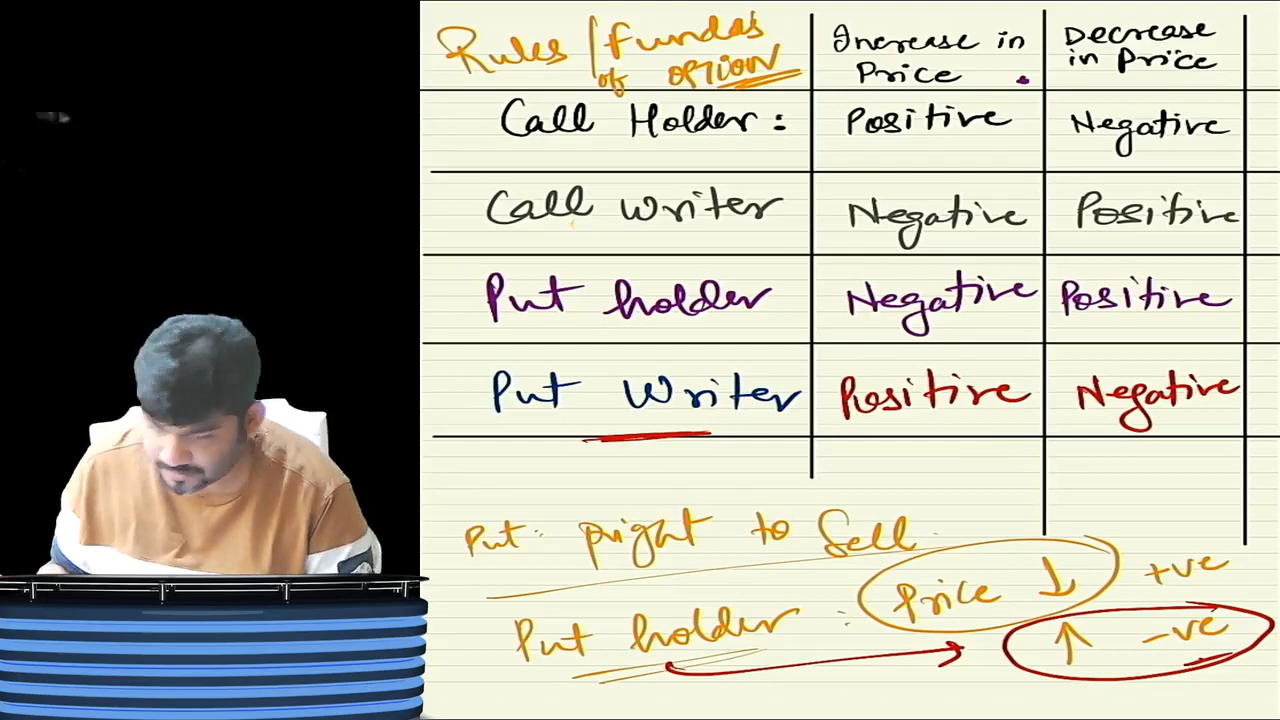 Rules / fundas of option
Increase in Price
Decrease in Price
Call Holder: Positive Negative
Call Writer Negative Positive
Put holder Negative Positive
Put Writer Positive Negative
Put: right to Sell
Put holder: Price ↓ +ve
↑ -ve